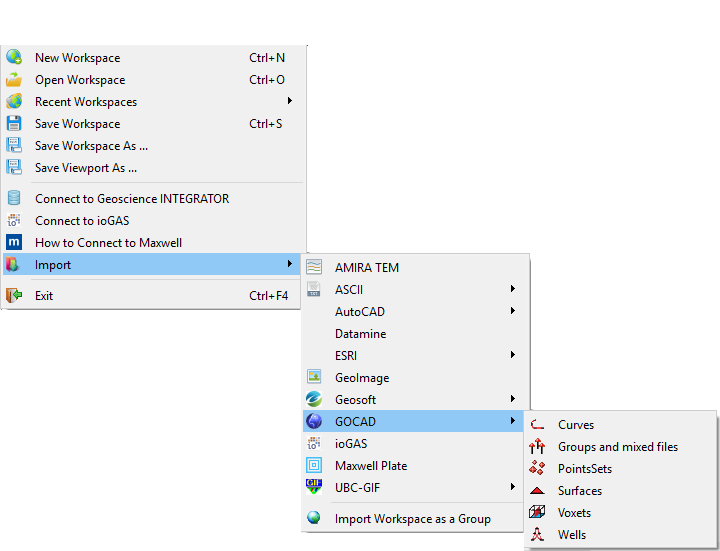 New Workspace Ctrl+N
Open Workspace Ctrl+O
Recent Workspaces
Save Workspace Ctrl+S
Save Workspace As ...
Save Viewport As ...
Connect to Geoscience INTEGRATOR
Connect to ioGAS
m How to Connect to Maxwell
Import
Exit Ctrl+F4
AMIRA TEM
TXT ASCII
AutoCAD
Datamine
ESRI
GeoImage
Geosoft
GOCAD
ioGAS
Maxwell Plate
GIF UBC-GIF
Import Workspace as a Group
Curves
Groups and mixed files
PointsSets
Surfaces
Voxets
Wells